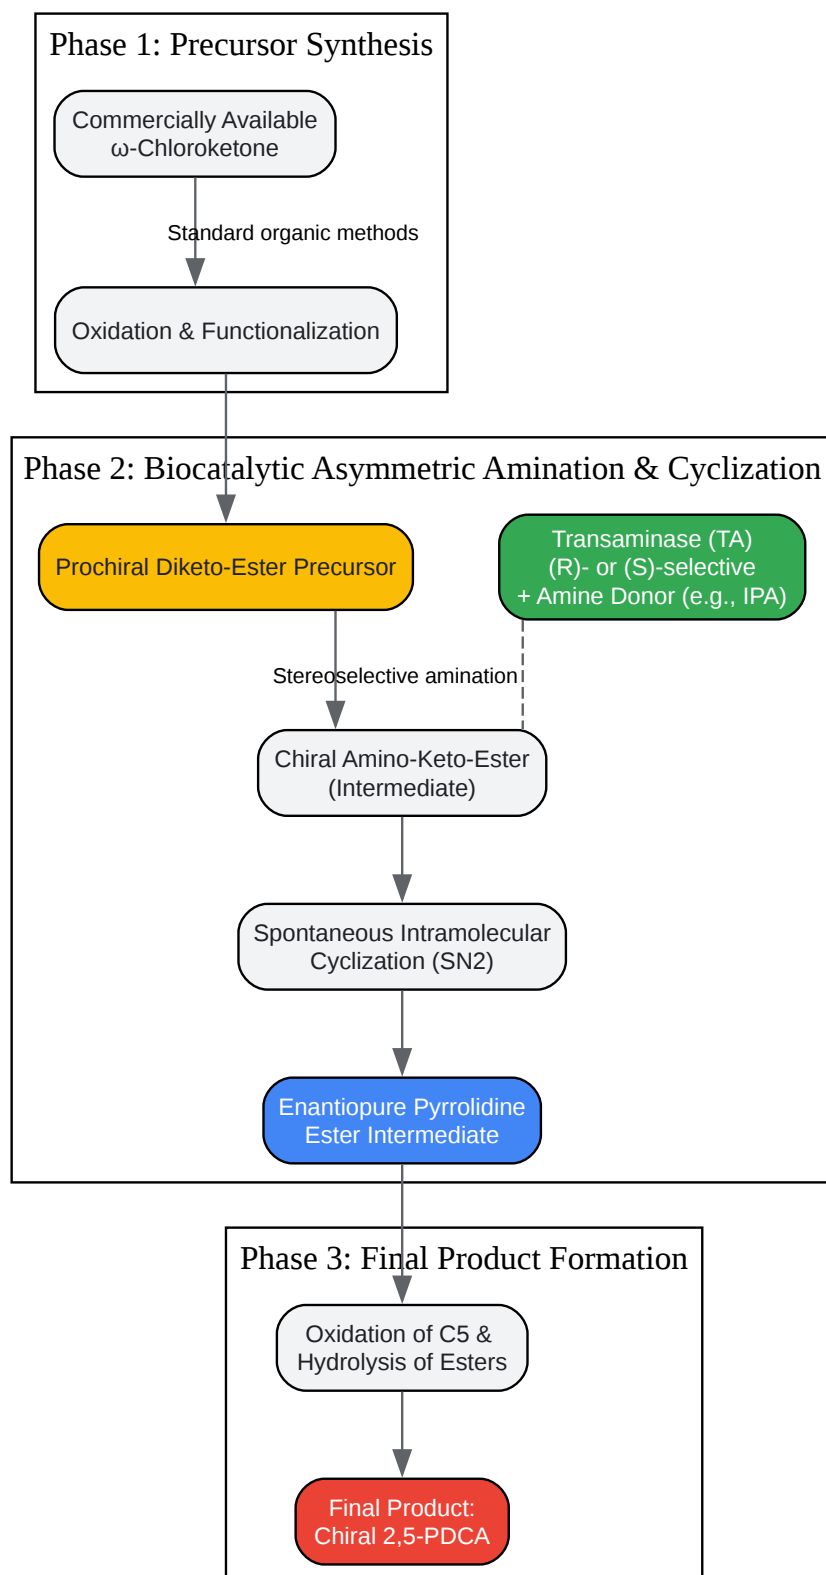 Phase 1: Precursor Synthesis
Commercially Available
ω-Chloroketone
Standard organic methods
Oxidation & Functionalization
Phase 2: Biocatalytic Asymmetric Amination & Cyclization
Prochiral Diketo-Ester Precursor
Transaminase (TA)
(R)- or (S)-selective
+ Amine Donor (e.g., IPA)
Stereoselective amination
Chiral Amino-Keto-Ester
(Intermediate)
Spontaneous Intramolecular
Cyclization (SN2)
Enantiopure Pyrrolidine
Ester Intermediate
Phase 3: Final Product Formation
Oxidation of C5 &
Hydrolysis of Esters
Final Product:
Chiral 2,5-PDCA